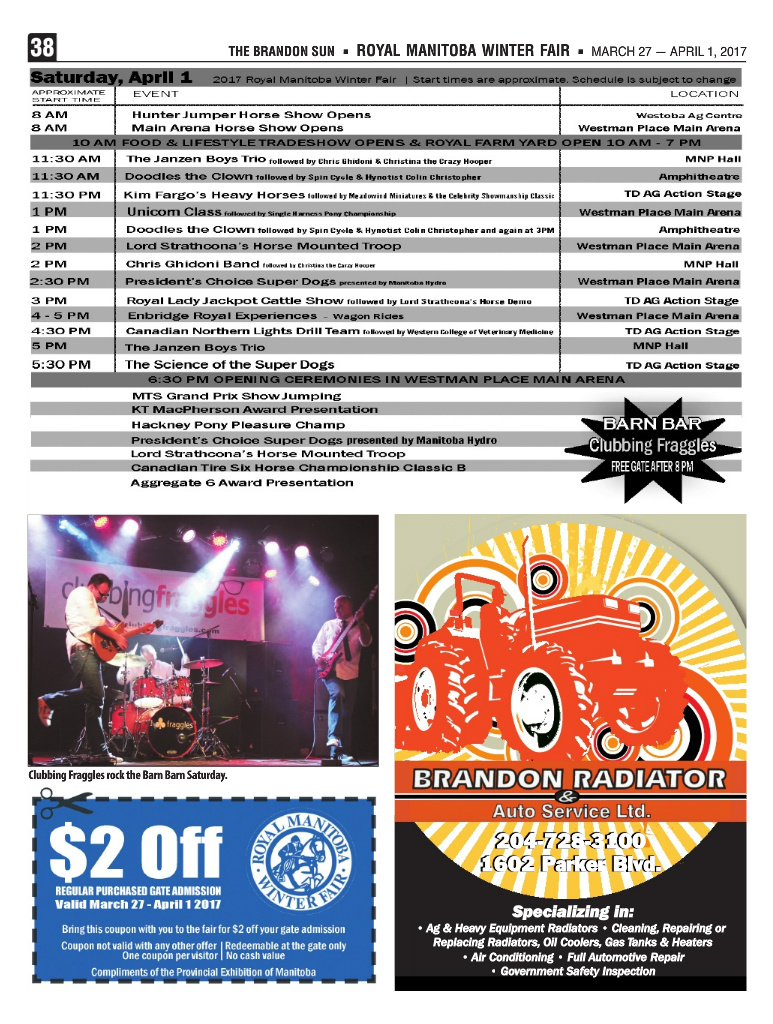 38
THE BRANDON SUN ▪ ROYAL MANITOBA WINTER FAIR ▪ MARCH 27 — APRIL 1, 2017
Saturday, April 1 2017 Royal Manitoba Winter Fair | Start times are approximate. Schedule is subject to change
APPROXIMATE START TIME EVENT LOCATION
8 AM Hunter Jumper Horse Show Opens Westoba Ag Centre
8 AM Main Arena Horse Show Opens Westman Place Main Arena
10 AM FOOD & LIFESTYLE TRADESHOW OPENS & ROYAL FARM YARD OPEN 10 AM - 7 PM
11:30 AM The Janzen Boys Trio followed by Chris Ghidoni & Christina the Crazy Hooper MNP Hall
11:30 AM Doodles the Clown followed by Spin Cycle & Hynotist Colin Christopher Amphitheatre
11:30 PM Kim Fargo's Heavy Horses followed by Meadowind Miniatures & the Celebrity Showmanship Classic TD AG Action Stage
1 PM Unicorn Class followed by Single Harness Pony Championship Westman Place Main Arena
1 PM Doodles the Clown followed by Spin Cycle & Hynotist Colin Christopher and again at 3PM Amphitheatre
2 PM Lord Strathcona's Horse Mounted Troop Westman Place Main Arena
2 PM Chris Ghidoni Band followed by Christina the Carzy Hooper MNP Hall
2:30 PM President's Choice Super Dogs presented by Manitoba Hydro Westman Place Main Arena
3 PM Royal Lady Jackpot Cattle Show followed by Lord Strathcona's Horse Demo TD AG Action Stage
4 - 5 PM Enbridge Royal Experiences - Wagon Rides Westman Place Main Arena
4:30 PM Canadian Northern Lights Drill Team followed by Western College of Veterinary Medicine TD AG Action Stage
5 PM The Janzen Boys Trio MNP Hall
5:30 PM The Science of the Super Dogs TD AG Action Stage
6:30 PM OPENING CEREMONIES IN WESTMAN PLACE MAIN ARENA
MTS Grand Prix Show Jumping
KT MacPherson Award Presentation
Hackney Pony Pleasure Champ
President's Choice Super Dogs presented by Manitoba Hydro
Lord Strathcona's Horse Mounted Troop
Canadian Tire Six Horse Championship Classic B
Aggregate 6 Award Presentation
BARN BAR
Clubbing Fraggles
FREE GATE AFTER 8 PM
clubbingfraggles
fraggles
Clubbing Fraggles rock the Barn Barn Saturday.
$2 Off
REGULAR PURCHASED GATE ADMISSION
Valid March 27 - April 1 2017
ROYAL MANITOBA
WINTER FAIR
Bring this coupon with you to the fair for $2 off your gate admission
Coupon not valid with any other offer | Redeemable at the gate only
One coupon per visitor | No cash value
Compliments of the Provincial Exhibition of Manitoba
BRANDON RADIATOR
&
Auto Service Ltd.
204-728-3100
1602 Parker Blvd.
Specializing in:
• Ag & Heavy Equipment Radiators • Cleaning, Repairing or
Replacing Radiators, Oil Coolers, Gas Tanks & Heaters
• Air Conditioning • Full Automotive Repair
• Government Safety Inspection